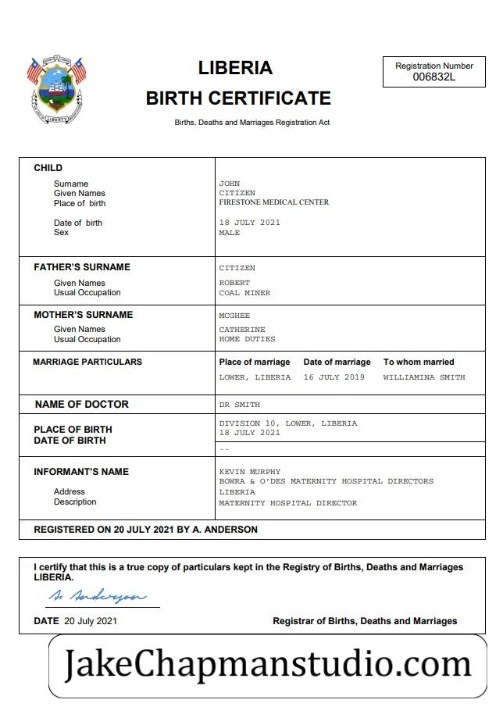 LIBERIA
BIRTH CERTIFICATE
Births, Deaths and Marriages Registration Act
Registration Number
006832L
CHILD
Surname JOHN
Given Names CITIZEN
Place of birth FIRESTONE MEDICAL CENTER
Date of birth 18 JULY 2021
Sex MALE
FATHER'S SURNAME CITIZEN
Given Names ROBERT
Usual Occupation COAL MINER
MOTHER'S SURNAME MCGHEE
Given Names CATHERINE
Usual Occupation HOME DUTIES
MARRIAGE PARTICULARS Place of marriage Date of marriage To whom married
LOWER, LIBERIA 16 JULY 2019 WILLIAMINA SMITH
NAME OF DOCTOR DR SMITH
PLACE OF BIRTH DIVISION 10, LOWER, LIBERIA
DATE OF BIRTH 18 JULY 2021
--
INFORMANT'S NAME KEVIN MURPHY
BOWRA & O'DES MATERNITY HOSPITAL DIRECTORS
Address LIBERIA
Description MATERNITY HOSPITAL DIRECTOR
REGISTERED ON 20 JULY 2021 BY A. ANDERSON
I certify that this is a true copy of particulars kept in the Registry of Births, Deaths and Marriages
LIBERIA.
A. Anderson
DATE 20 July 2021 Registrar of Births, Deaths and Marriages
JakeChapmanstudio.com